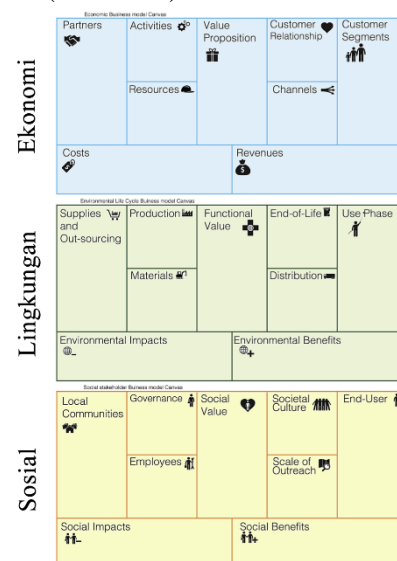 Economic Business model Canvas
Partners
Activities
Value
Proposition
Customer
Relationship
Customer
Segments
Resources
Channels
Costs
Revenues
Ekonomi
Environmental Life Cycle Buiness model Canvas
Supplies
and
Out-sourcing
Production
Functional
Value
End-of-Life
Use Phase
Materials
Distribution
Environmental Impacts
Environmental Benefits
Lingkungan
Social stakeholder Buiness model Canvas
Local
Communities
Governance
Social
Value
Societal
Culture
End-User
Employees
Scale of
Outreach
Social Impacts
Social Benefits
Sosial